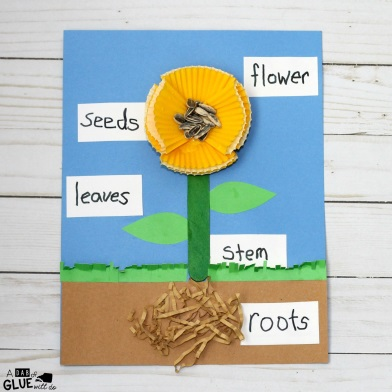 flower
seeds
leaves
stem
roots
A DAB of
GLUE will do